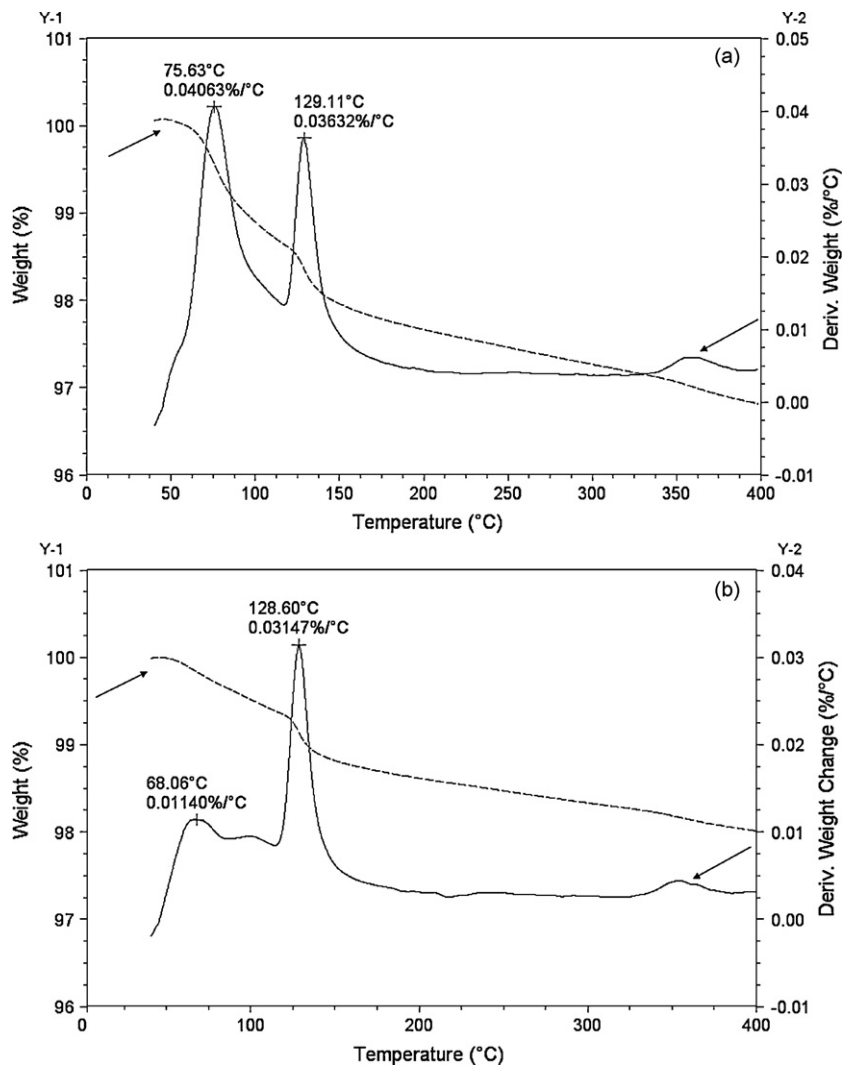 Y-1
Y-2
101
100
99
98
97
96
Weight (%)
75.63°C
0.04063%/°C
129.11°C
0.03632%/°C
(a)
0.05
0.04
0.03
0.02
0.01
0.00
-0.01
Deriv. Weight (%/°C)
0
50
100
150
200
250
300
350
400
Temperature (°C)
Y-1
Y-2
101
100
99
98
97
96
Weight (%)
128.60°C
0.03147%/°C
68.06°C
0.01140%/°C
(b)
0.04
0.03
0.02
0.01
0.00
-0.01
Deriv. Weight Change (%/°C)
0
50
100
150
200
250
300
350
400
Temperature (°C)